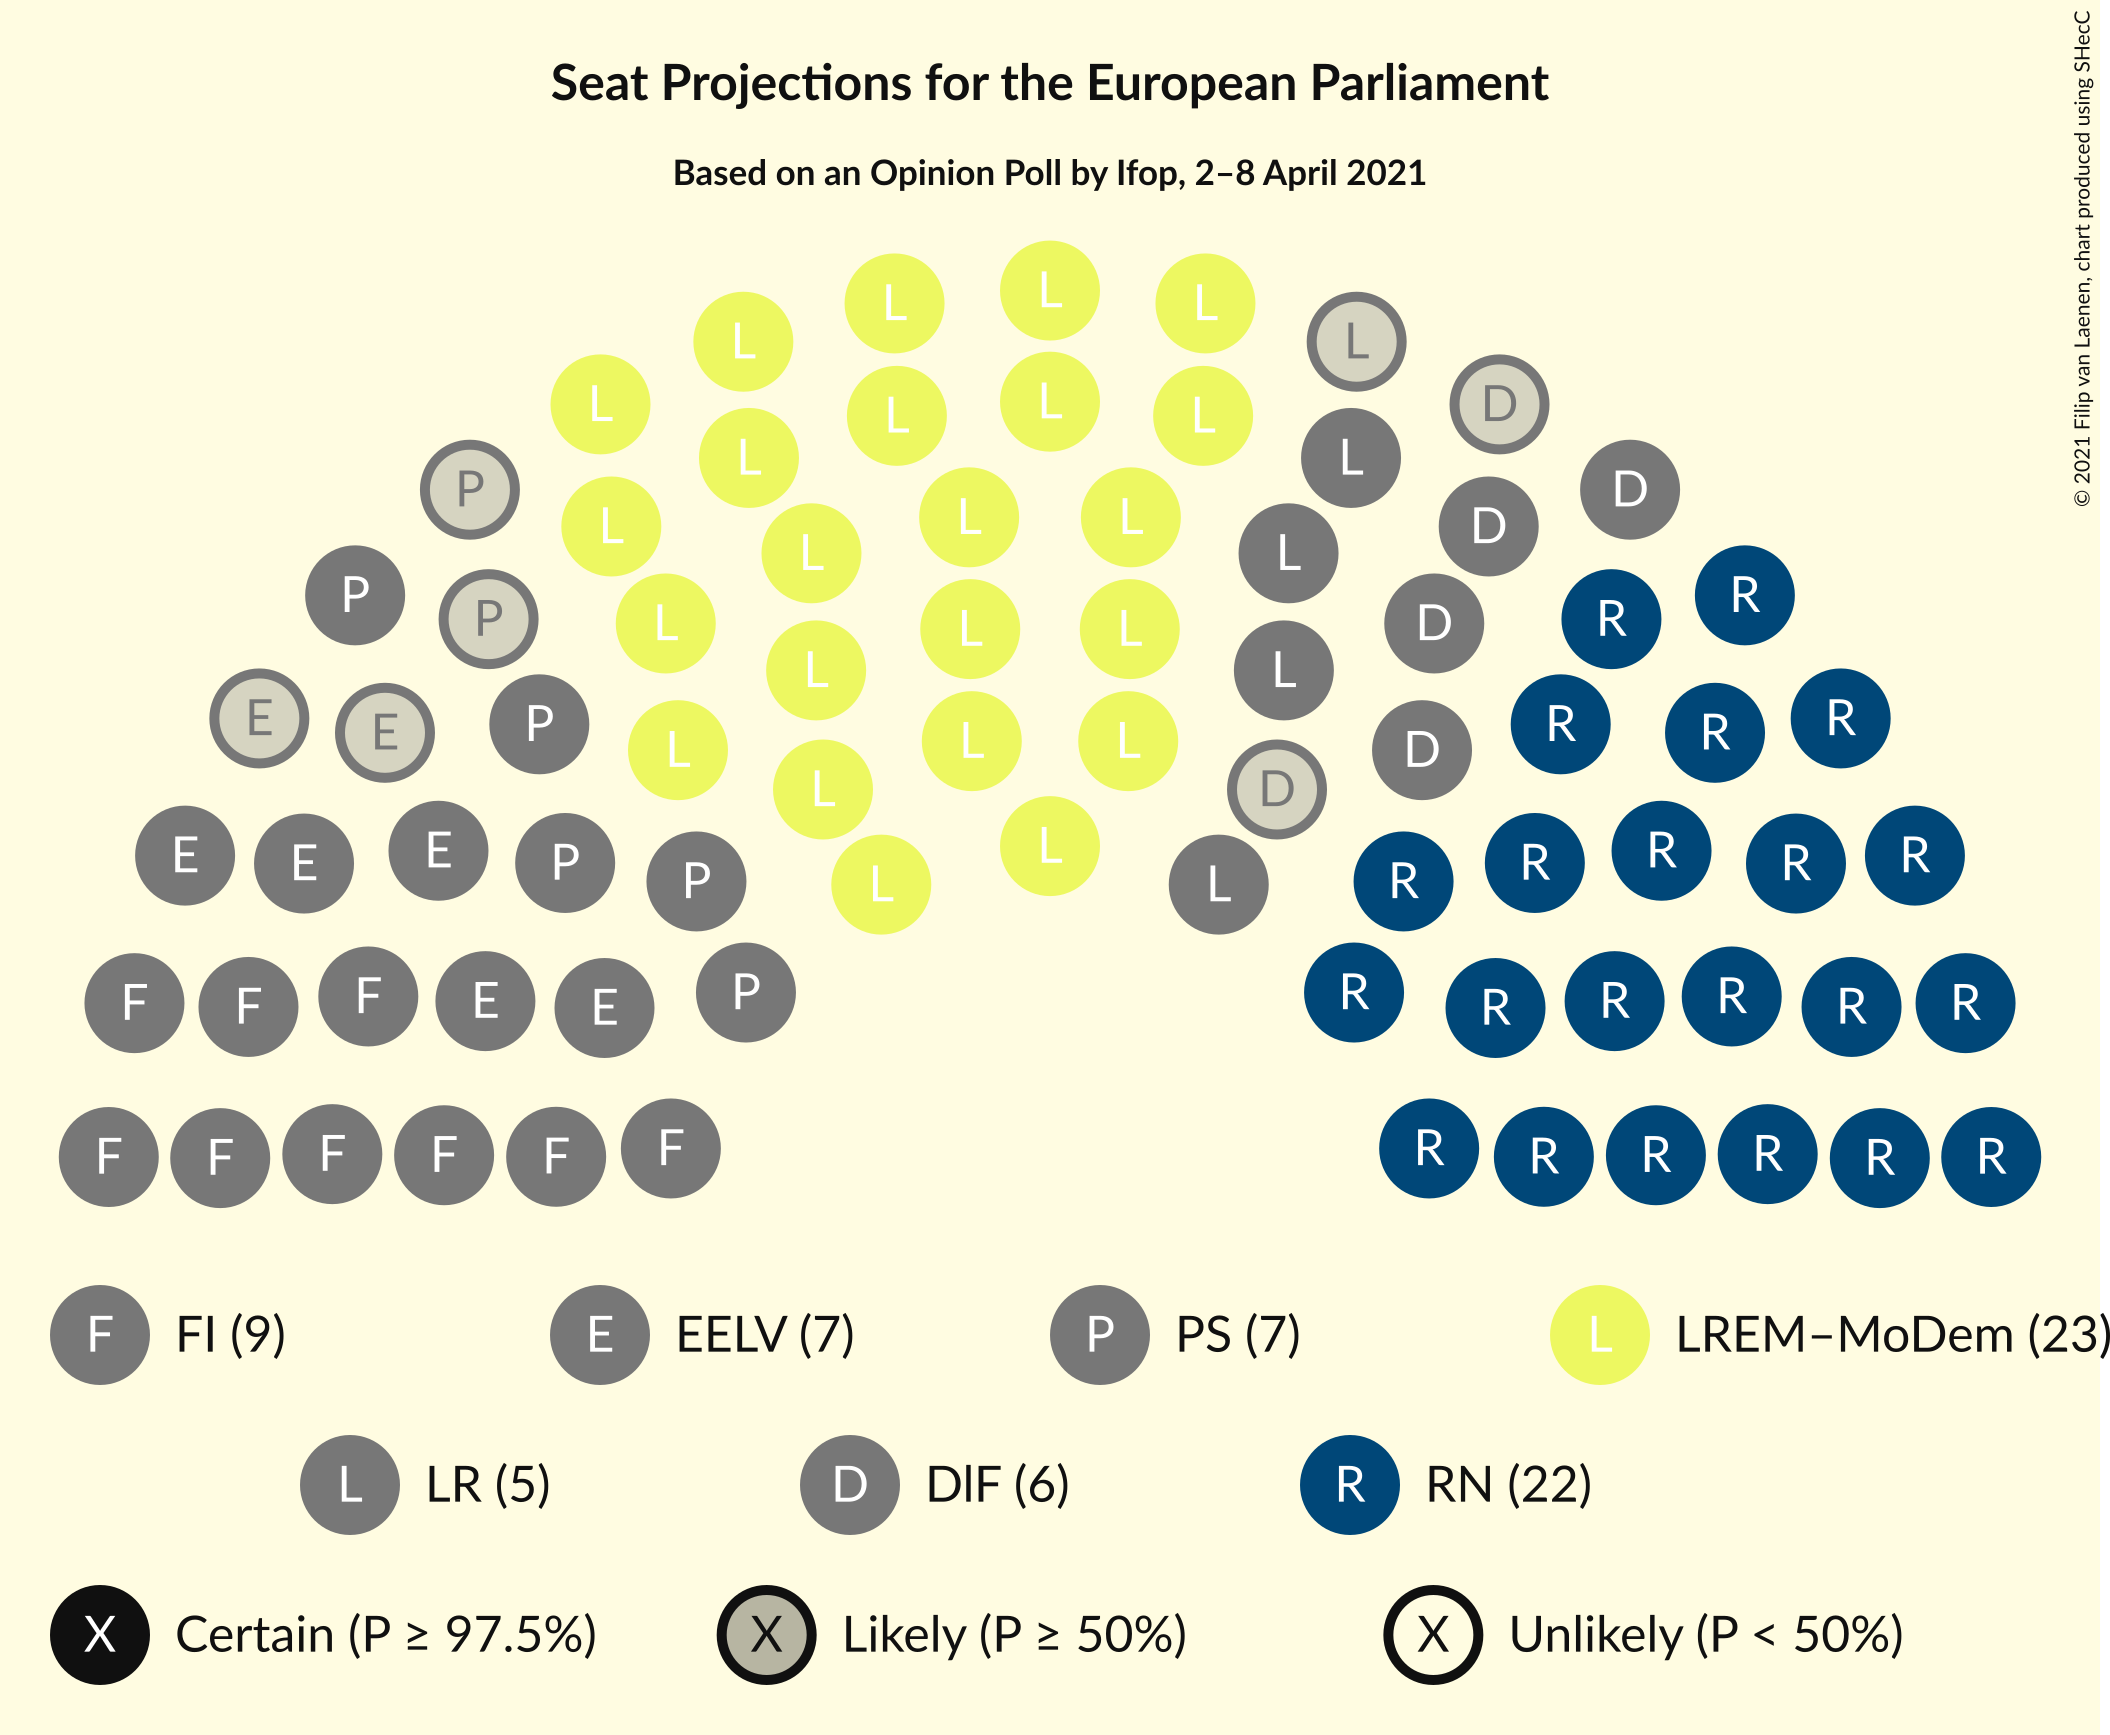 Seat Projections for the European Parliament
Based on an Opinion Poll by Ifop, 2–8 April 2021
© 2021 Filip van Laenen, chart produced using SHecC
L L L L L L D
P L L L L L D D
P P L L L L L D R R
E E P L L L L L D R R R
E E E P P L L L D L R R R R R
F F F E E P R R R R R R
F F F F F F R R R R R R
F FI (9) E EELV (7) P PS (7) L LREM–MoDem (23)
L LR (5) D DIF (6) R RN (22)
X Certain (P ≥ 97.5%) X Likely (P ≥ 50%) X Unlikely (P < 50%)